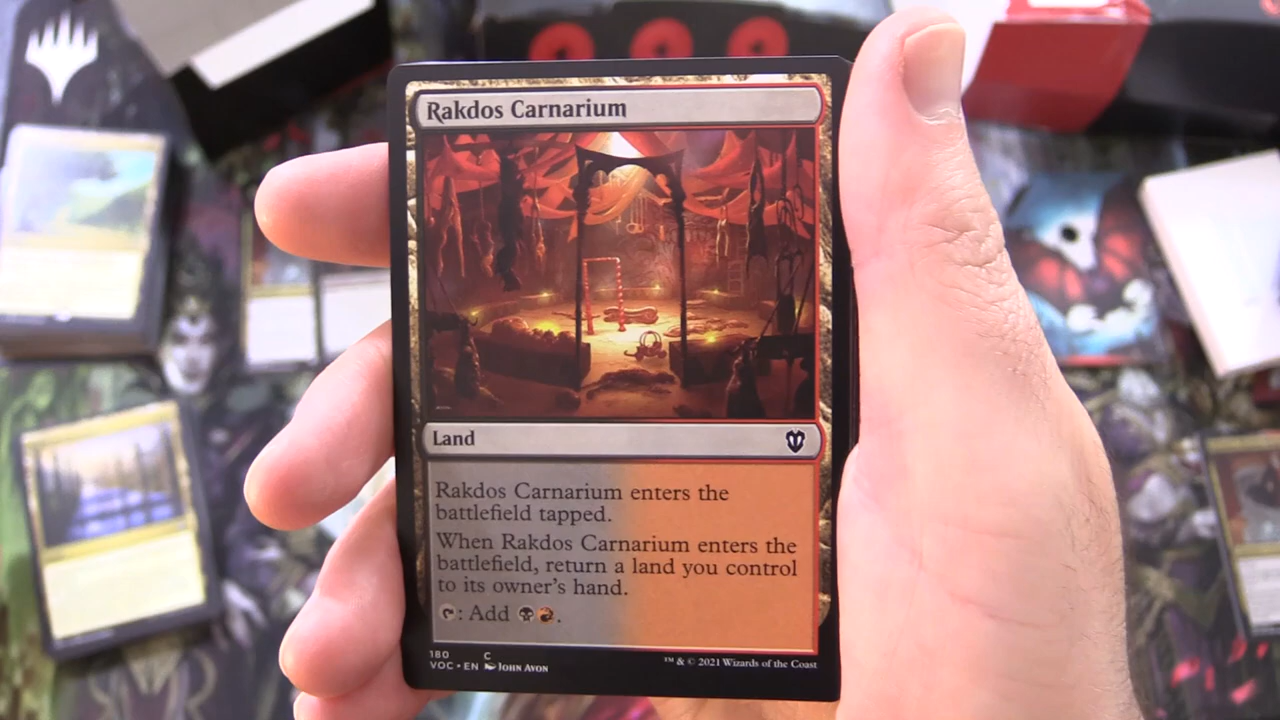 Rakdos Carnarium
Land
Rakdos Carnarium enters the
battlefield tapped.
When Rakdos Carnarium enters the
battlefield, return a land you control
to its owner's hand.
: Add .
180 C
VOC • EN JOHN AVON
™ & © 2021 Wizards of the Coast